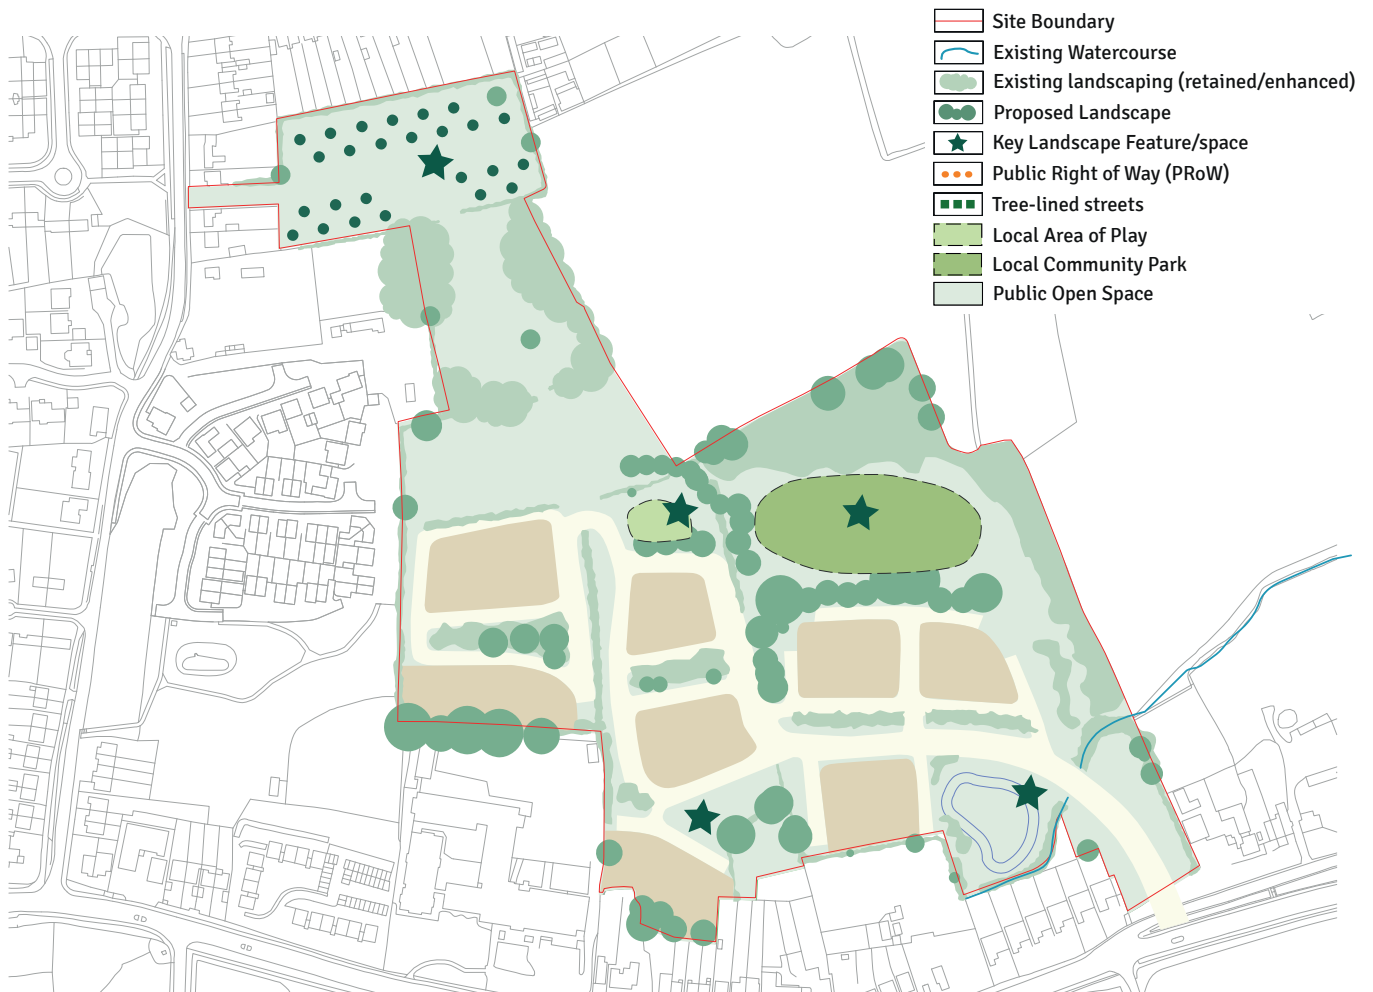 Site Boundary
Existing Watercourse
Existing landscaping (retained/enhanced)
Proposed Landscape
Key Landscape Feature/space
Public Right of Way (PRoW)
Tree-lined streets
Local Area of Play
Local Community Park
Public Open Space